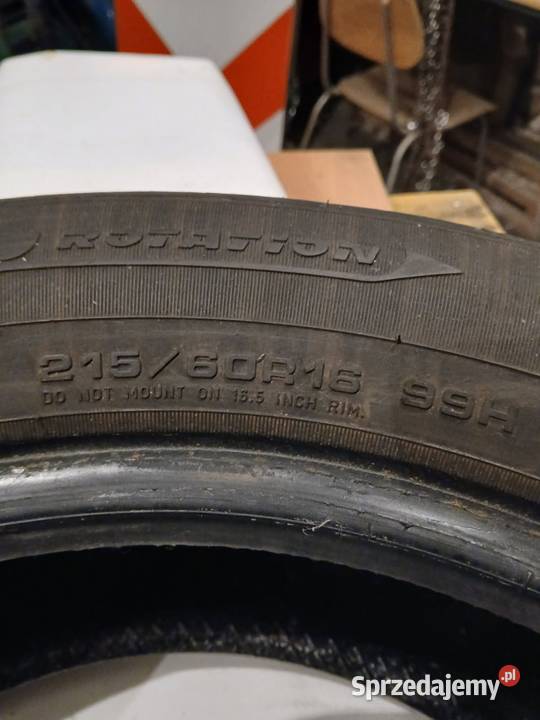 ROTATION
215/60R16 99H
DO NOT MOUNT ON 16.5 INCH RIM.
Sprzedajemy.pl